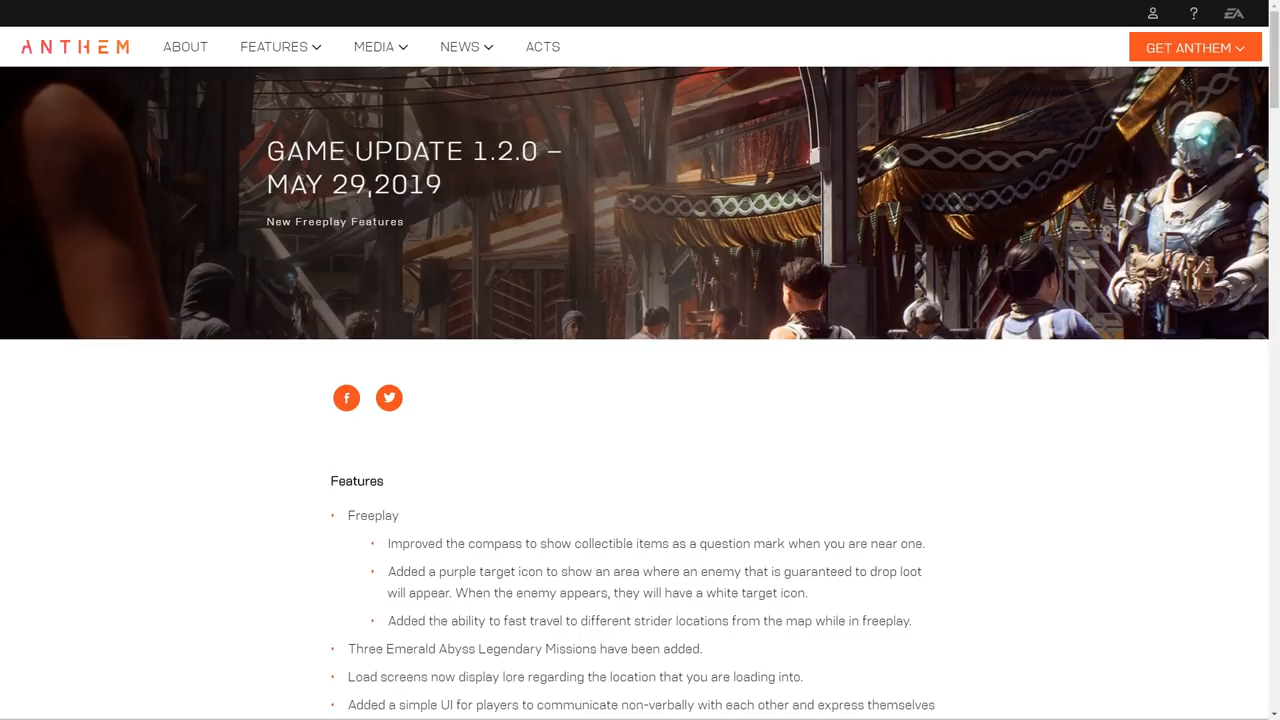 EA
ANTHEM ABOUT FEATURES MEDIA NEWS ACTS GET ANTHEM
GAME UPDATE 1.2.0 –
MAY 29,2019
New Freeplay Features
Features
Freeplay
Improved the compass to show collectible items as a question mark when you are near one.
Added a purple target icon to show an area where an enemy that is guaranteed to drop loot
will appear. When the enemy appears, they will have a white target icon.
Added the ability to fast travel to different strider locations from the map while in freeplay.
Three Emerald Abyss Legendary Missions have been added.
Load screens now display lore regarding the location that you are loading into.
Added a simple UI for players to communicate non-verbally with each other and express themselves